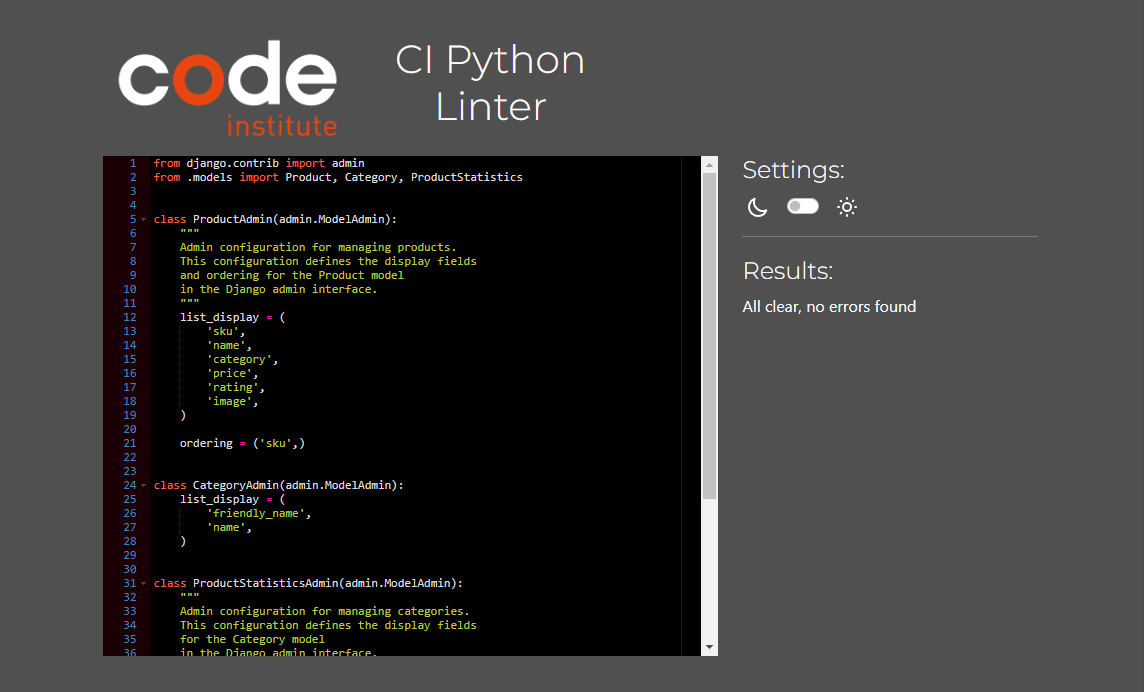 code
institute
CI Python
Linter
1 from django.contrib import admin
2 from .models import Product, Category, ProductStatistics
3
4
5 class ProductAdmin(admin.ModelAdmin):
6     """
7     Admin configuration for managing products.
8     This configuration defines the display fields
9     and ordering for the Product model
10     in the Django admin interface.
11     """
12     list_display = (
13         'sku',
14         'name',
15         'category',
16         'price',
17         'rating',
18         'image',
19     )
20
21     ordering = ('sku',)
22
23
24 class CategoryAdmin(admin.ModelAdmin):
25     list_display = (
26         'friendly_name',
27         'name',
28     )
29
30
31 class ProductStatisticsAdmin(admin.ModelAdmin):
32     """
33     Admin configuration for managing categories.
34     This configuration defines the display fields
35     for the Category model
36     in the Django admin interface.
Settings:
Results:
All clear, no errors found